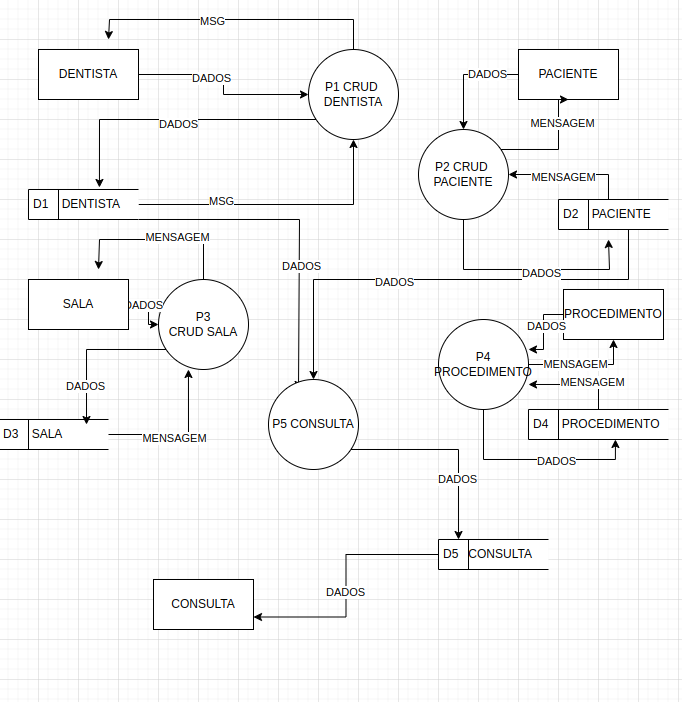 MSG
DENTISTA
DADOS
P1 CRUD
DENTISTA
DADOS
PACIENTE
MENSAGEM
DADOS
P2 CRUD
PACIENTE
MENSAGEM
D1
DENTISTA
MSG
D2
PACIENTE
MENSAGEM
DADOS
DADOS
DADOS
SALA
DADOS
P3
CRUD SALA
PROCEDIMENTO
DADOS
P4
PROCEDIMENTO
MENSAGEM
MENSAGEM
DADOS
D3
SALA
MENSAGEM
P5 CONSULTA
D4
PROCEDIMENTO
DADOS
DADOS
D5
CONSULTA
DADOS
CONSULTA